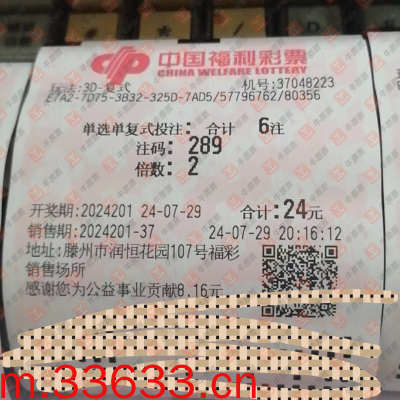 中国福利彩票
CHINA WELFARE LOTTERY
玩法:3D-复式 机号:37048223
E7A2-7D75-3B32-325D-7AD5/57796762/80356
单选单复式投注: 合计 6注
注码: 289
倍数: 2
开奖期:2024201 24-07-29 合计:24元
销售期:2024201-37 24-07-29 20:16:12
地址:滕州市润恒花园107号福彩
销售场所
感谢您为公益事业贡献8.16元
m.33633.cn